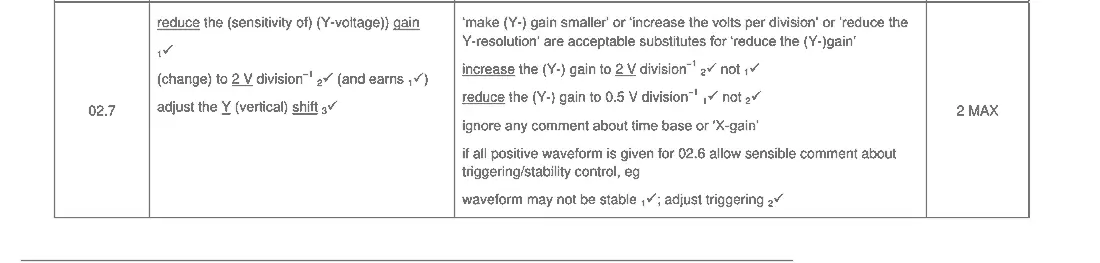 reduce the (sensitivity of) (Y-voltage)) gain
₁✓
(change) to 2 V division⁻¹ ₂✓ (and earns ₁✓)
adjust the Y (vertical) shift ₃✓
02.7
'make (Y-) gain smaller' or 'increase the volts per division' or 'reduce the
Y-resolution' are acceptable substitutes for 'reduce the (Y-)gain'
increase the (Y-) gain to 2 V division⁻¹ ₂✓ not ₁✓
reduce the (Y-) gain to 0.5 V division⁻¹ ₁✓ not ₂✓
ignore any comment about time base or 'X-gain'
if all positive waveform is given for 02.6 allow sensible comment about
triggering/stability control, eg
waveform may not be stable ₁✓; adjust triggering ₂✓
2 MAX